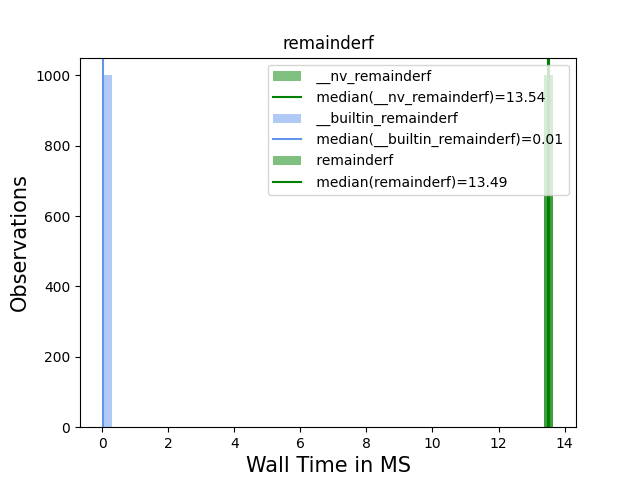 remainderf
1000
800
600
400
200
0
Observations
__nv_remainderf
median(__nv_remainderf)=13.54
__builtin_remainderf
median(__builtin_remainderf)=0.01
remainderf
median(remainderf)=13.49
0 2 4 6 8 10 12 14
Wall Time in MS